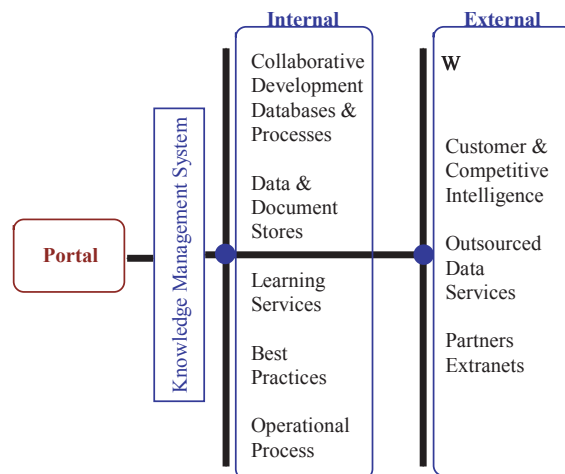 Internal
External
Portal
Knowledge Management System
Collaborative
Development
Databases &
Processes
Data &
Document
Stores
Learning
Services
Best
Practices
Operational
Process
W
Customer &
Competitive
Intelligence
Outsourced
Data
Services
Partners
Extranets